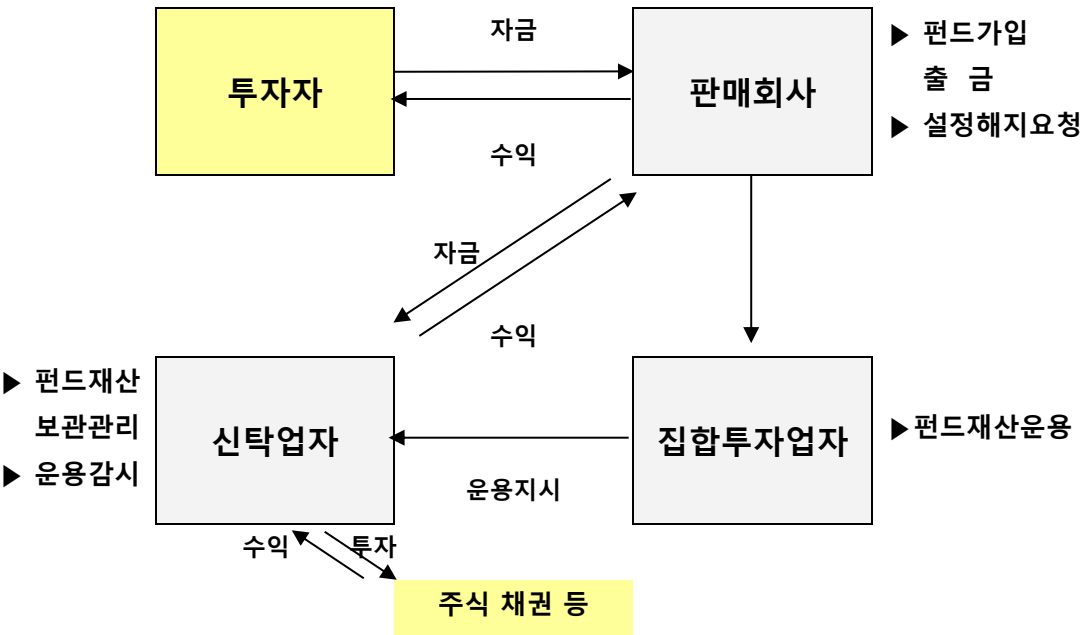 자금
투자자
판매회사
▶ 펀드가입
출 금
▶ 설정해지요청
수익
자금
수익
▶ 펀드재산
보관관리
▶ 운용감시
신탁업자
집합투자업자
▶펀드재산운용
운용지시
수익
투자
주식 채권 등